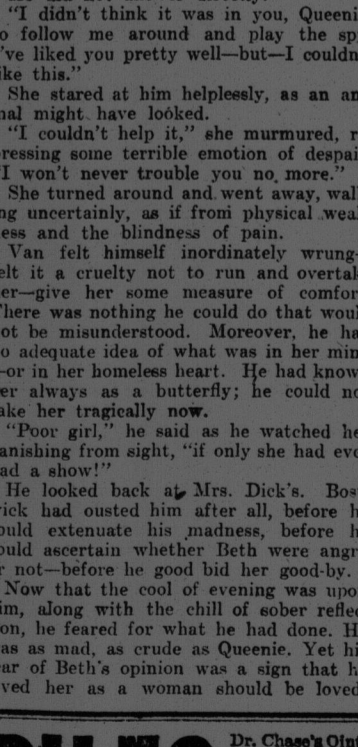 "I didn't think it was in you, Queeni
o follow me around and play the sp
've liked you pretty well—but—I couldn
ike this."
She stared at him helplessly, as an an
nal might have looked.
"I couldn't help it," she murmured, r
ressing some terrible emotion of despai
"I won't never trouble you no more."
She turned around and went away, wal
ng uncertainly, as if from physical wea
ess and the blindness of pain.
Van felt himself inordinately wrung—
elt it a cruelty not to run and overtak
er—give her some measure of comfor
There was nothing he could do that woul
ot be misunderstood. Moreover, he ha
o adequate idea of what was in her min
—or in her homeless heart. He had know
er always as a butterfly; he could no
ake her tragically now.
"Poor girl," he said as he watched he
anishing from sight, "if only she had eve
ad a show!"
He looked back at Mrs. Dick's. Bos
rick had ousted him after all, before h
ould extenuate his madness, before h
ould ascertain whether Beth were angr
r not—before he good bid her good-by.
Now that the cool of evening was upo
im, along with the chill of sober reflec
on, he feared for what he had done. H
as as mad, as crude as Queenie. Yet hi
ear of Beth's opinion was a sign that h
ved her as a woman should be loved
Dr. Chase's Oint